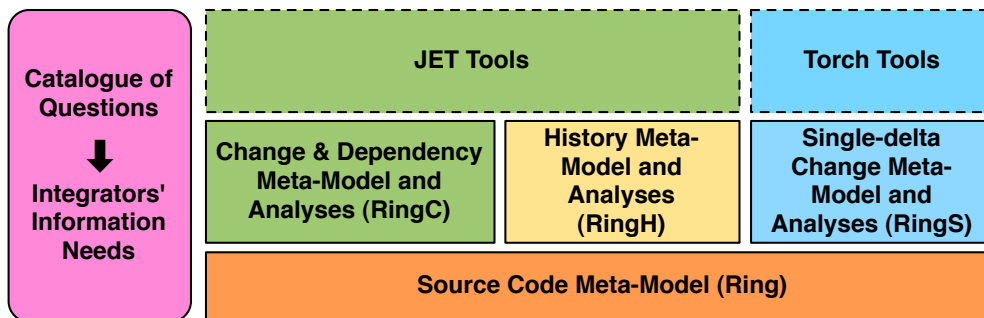 Catalogue of
Questions
Integrators'
Information
Needs
JET Tools
Torch Tools
Change & Dependency
Meta-Model and
Analyses (RingC)
History Meta-
Model and
Analyses
(RingH)
Single-delta
Change Meta-
Model and
Analyses (RingS)
Source Code Meta-Model (Ring)